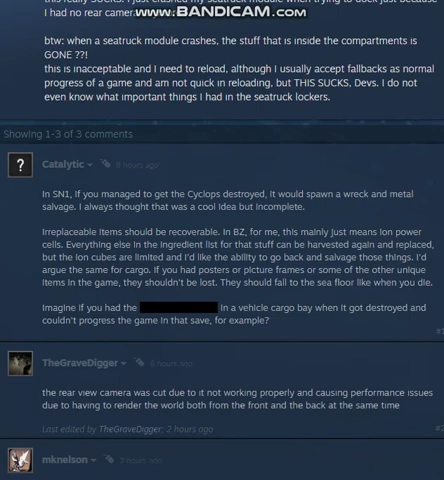 this really SUCKS. I just crashed my seatruck module when trying to dock just because
I had no rear camera
www.BANDICAM.com
btw: when a seatruck module crashes, the stuff that is inside the compartments is
GONE ??!
this is inacceptable and I need to reload, although I usually accept fallbacks as normal
progress of a game and am not quick in reloading, but THIS SUCKS, Devs. I do not
even know what important things I had in the seatruck lockers.
Showing 1-3 of 3 comments
?
Catalytic
9 hours ago
In SN1, if you managed to get the Cyclops destroyed, it would spawn a wreck and metal
salvage. I always thought that was a cool idea but incomplete.
Irreplaceable items should be recoverable. In BZ, for me, this mainly just means ion power
cells. Everything else in the ingredient list for that stuff can be harvested again and replaced,
but the ion cubes are limited and I'd like the ability to go back and salvage those things. I'd
argue the same for cargo. If you had posters or picture frames or some of the other unique
items in the game, they shouldn't be lost. They should fall to the sea floor like when you die.
Imagine if you had the
in a vehicle cargo bay when it got destroyed and
couldn't progress the game in that save, for example?
TheGraveDigger
6 hours ago
the rear view camera was cut due to it not working properly and causing performance issues
due to having to render the world both from the front and the back at the same time
Last edited by TheGraveDigger; 2 hours ago
#2
mknelson
3 hours ago